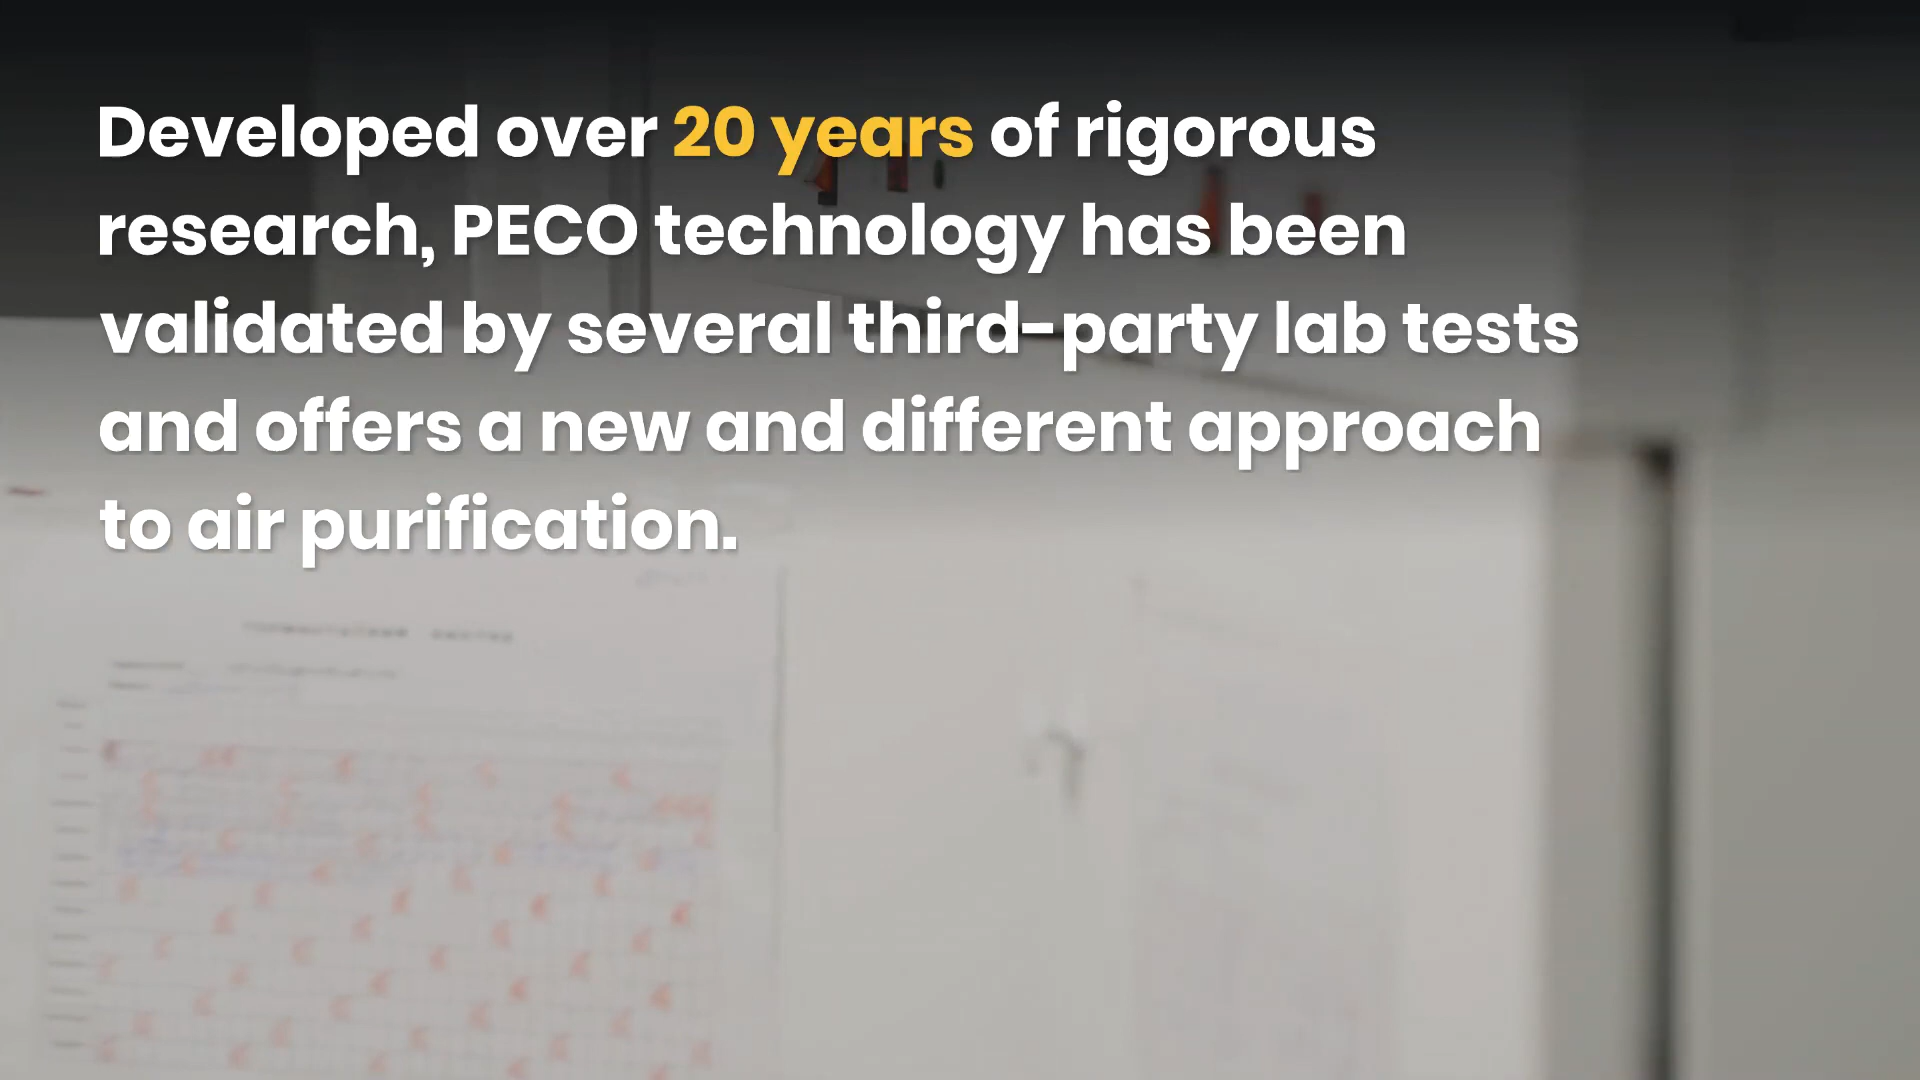 Developed over 20 years of rigorous
research, PECO technology has been
validated by several third-party lab tests
and offers a new and different approach
to air purification.